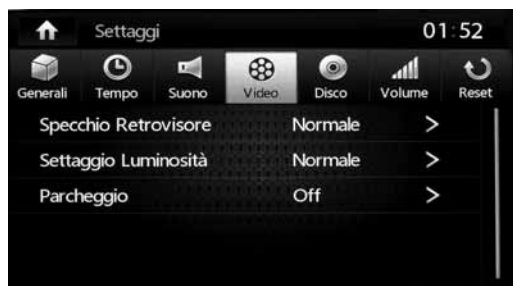 Settaggi 01:52
Generali Tempo Suono Video Disco Volume Reset
Specchio Retrovisore Normale >
Settaggio Luminosità Normale >
Parcheggio Off >